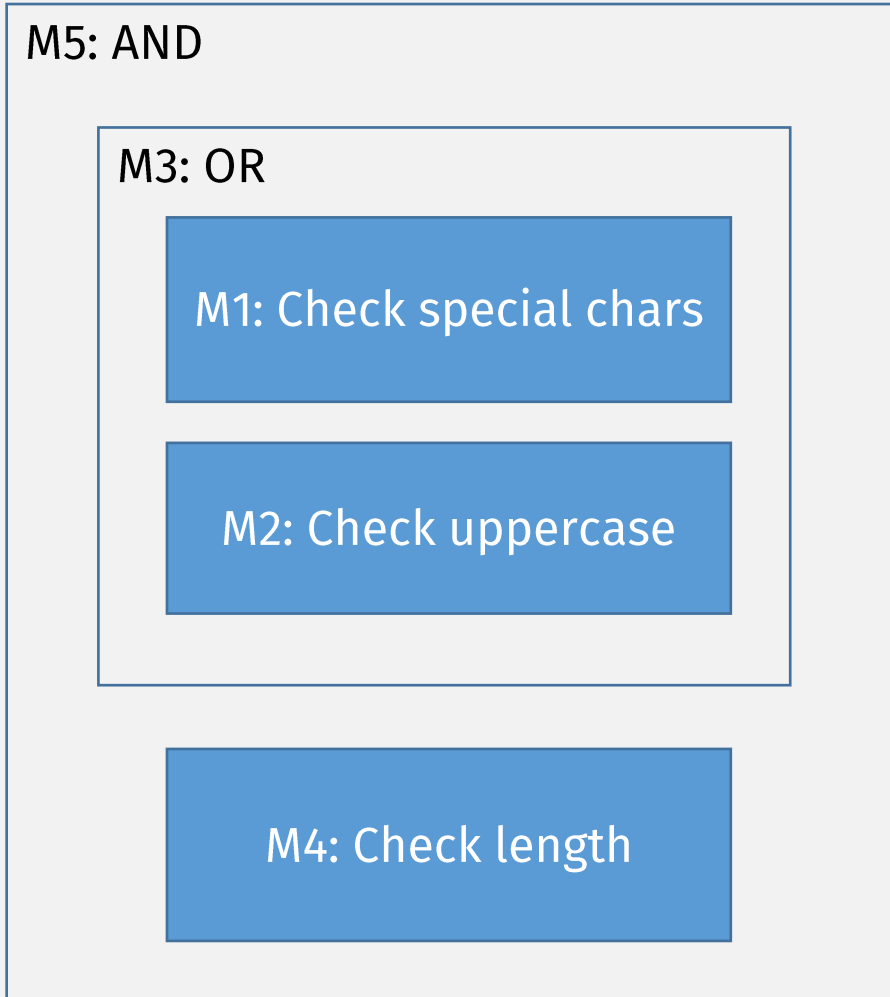 M5: AND
M3: OR
M1: Check special chars
M2: Check uppercase
M4: Check length